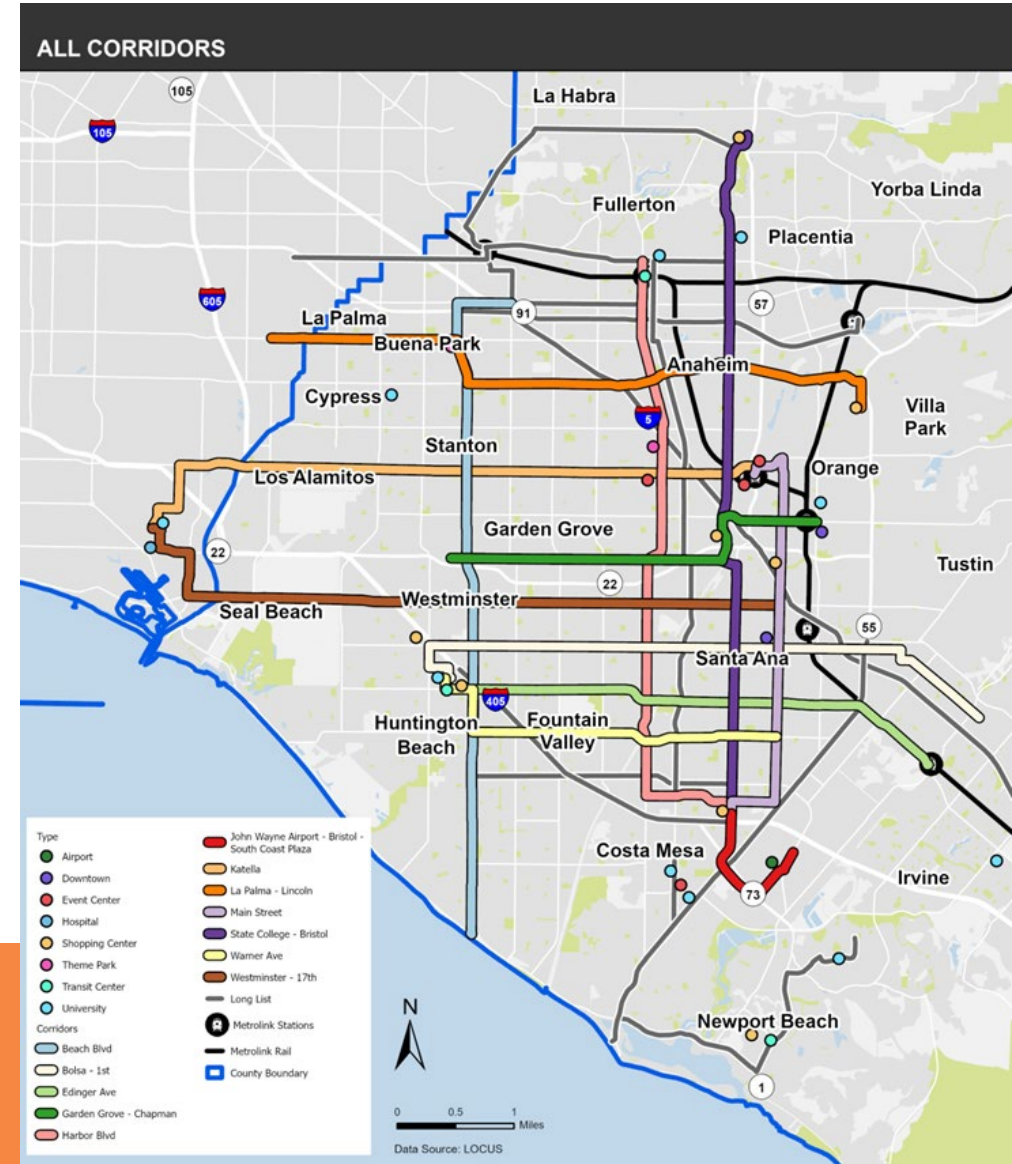 ALL CORRIDORS
105
105
La Habra
Yorba Linda
Fullerton
Placentia
605
57
91
La Palma
Buena Park
Anaheim
Cypress
Villa
Park
5
Stanton
Los Alamitos
Orange
Garden Grove
22
22
Tustin
Westminster
Seal Beach
55
Santa Ana
405
Huntington
Beach
Fountain
Valley
Costa Mesa
Irvine
73
Newport Beach
1
Type
Airport
Downtown
Event Center
Hospital
Shopping Center
Theme Park
Transit Center
University
Corridors
Beach Blvd
Bolsa - 1st
Edinger Ave
Garden Grove - Chapman
Harbor Blvd
John Wayne Airport - Bristol -
South Coast Plaza
Katella
La Palma - Lincoln
Main Street
State College - Bristol
Warner Ave
Westminster - 17th
Long List
Metrolink Stations
Metrolink Rail
County Boundary
N
0 0.5 1
Miles
Data Source: LOCUS